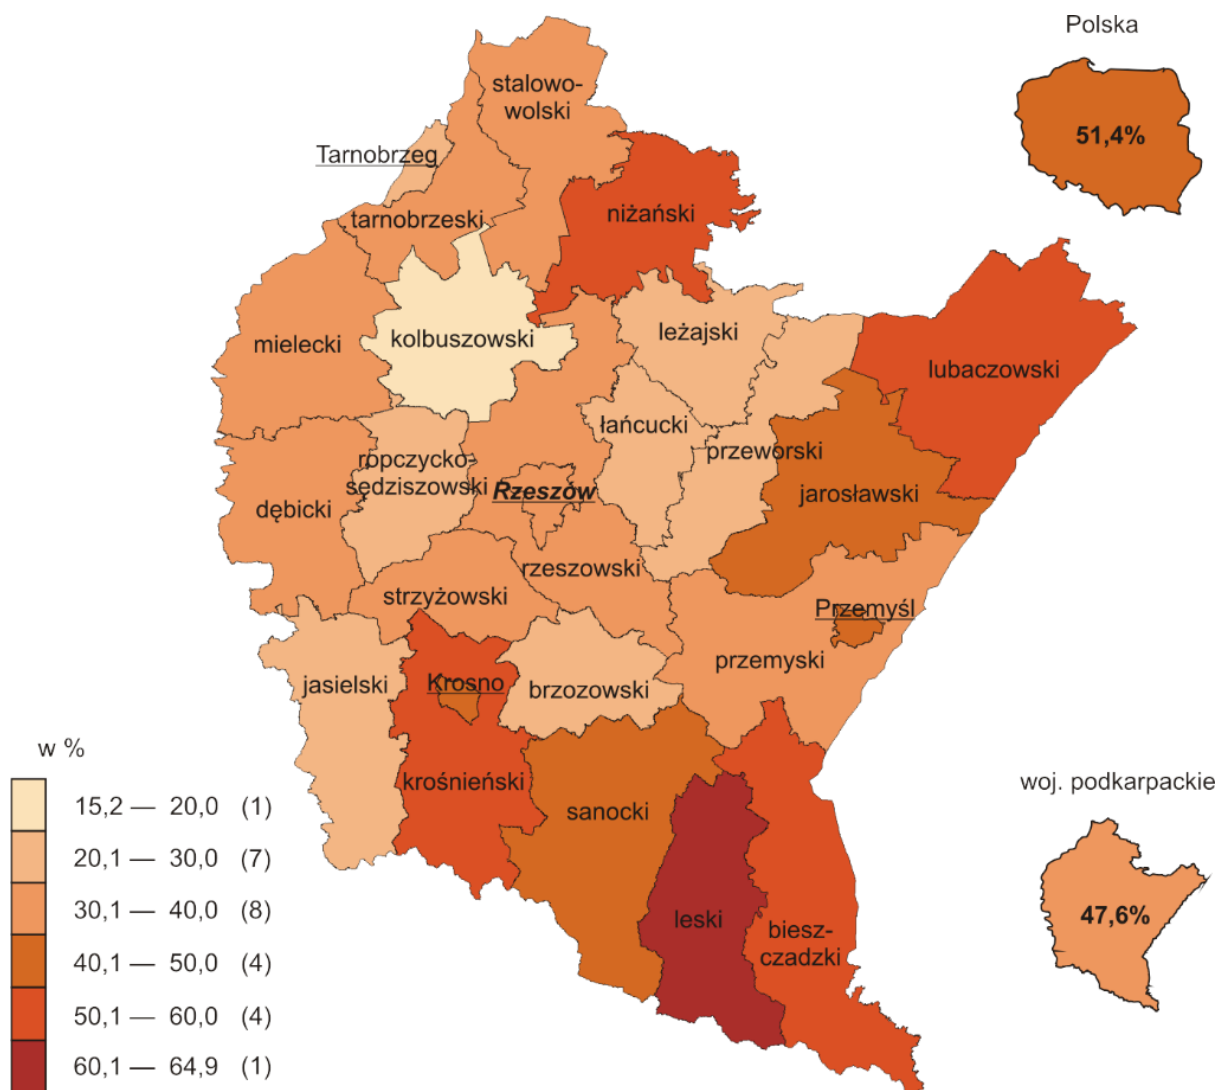 Polska
51,4%
stalowo-
wolski
Tarnobrzeg
tarnobrzeski
niżański
mielecki
kolbuszowski
leżajski
lubaczowski
łańcucki
przeworski
ropczycko-
sędziszowski
Rzeszów
jarosławski
dębicki
rzeszowski
strzyżowski
Przemyśl
przemyski
jasielski
Krosno
brzozowski
krośnieński
sanocki
leski
biesz-
czadzki
w %
15,2 — 20,0 (1)
20,1 — 30,0 (7)
30,1 — 40,0 (8)
40,1 — 50,0 (4)
50,1 — 60,0 (4)
60,1 — 64,9 (1)
woj. podkarpackie
47,6%